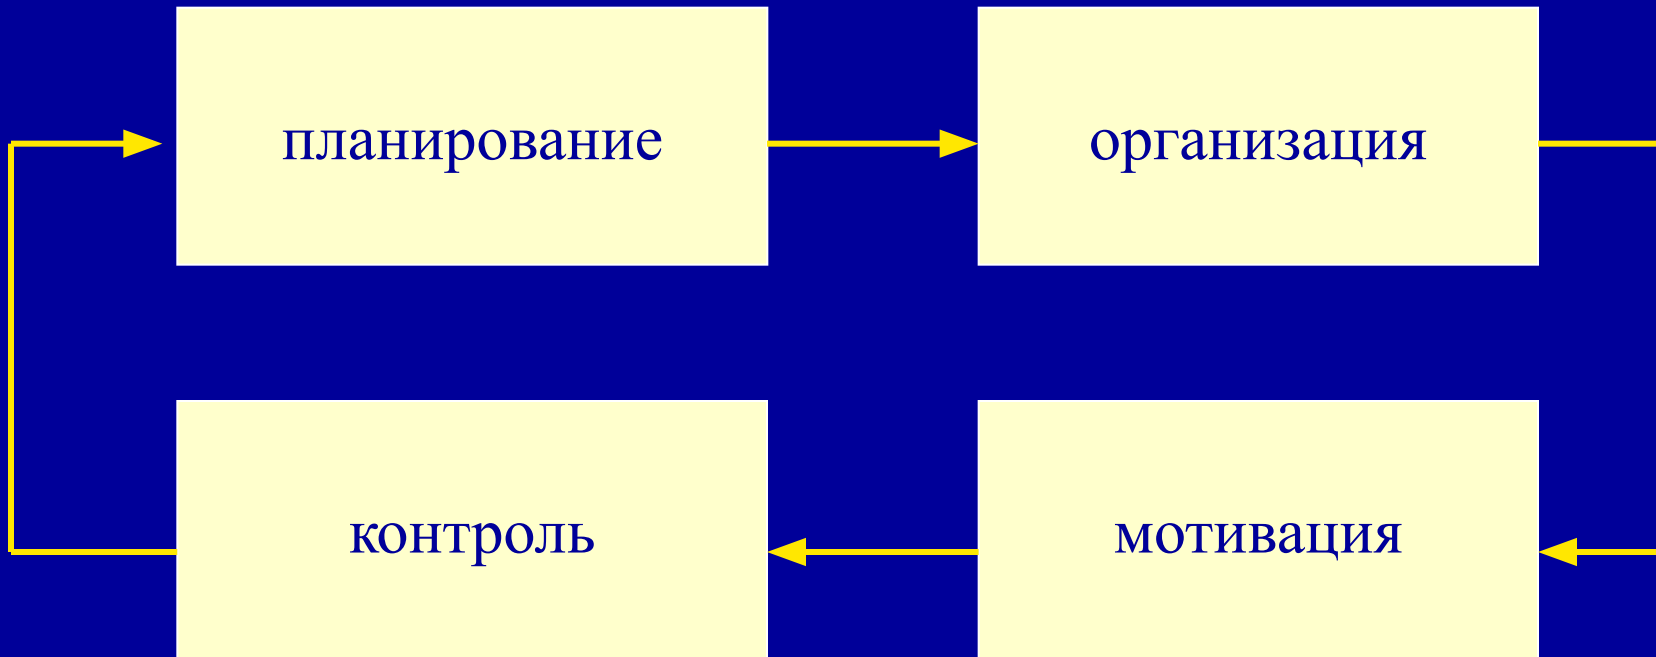 планирование
организация
контроль
мотивация